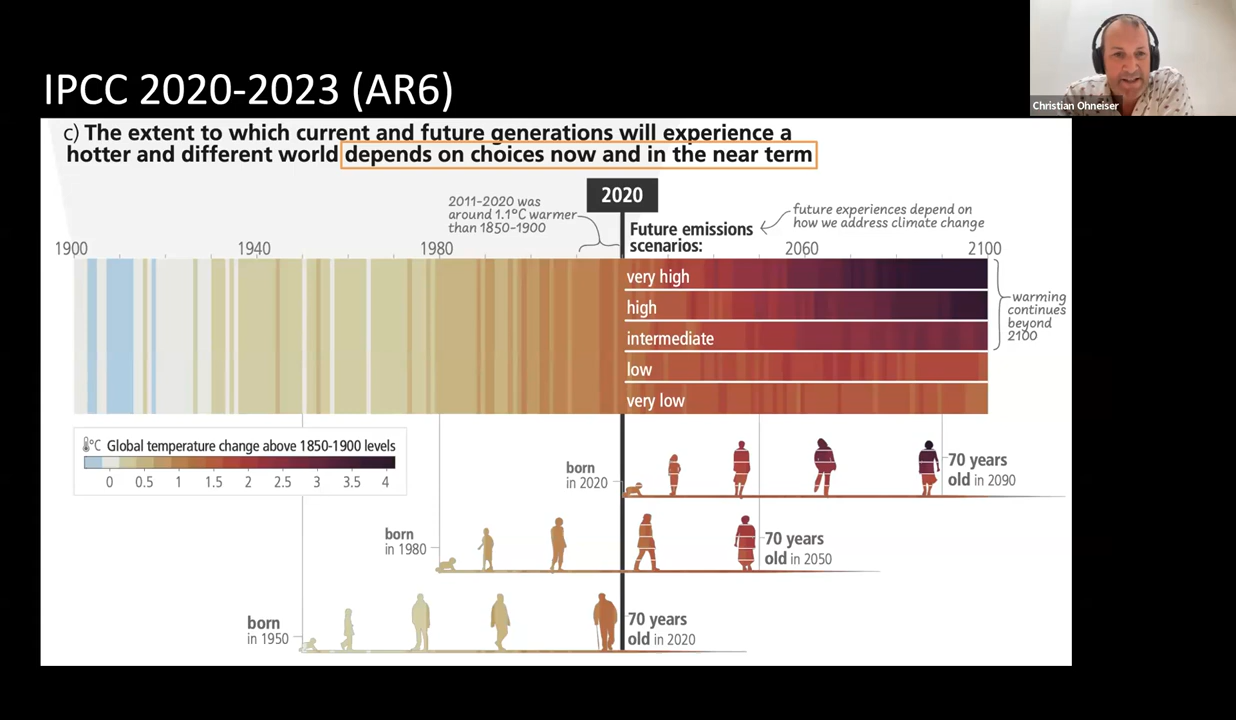 IPCC 2020-2023 (AR6)
Christian Ohneiser
c) The extent to which current and future generations will experience a
hotter and different world depends on choices now and in the near term
2020
2011-2020 was
around 1.1°C warmer
than 1850-1900
future experiences depend on
how we address climate change
Future emissions
scenarios:
1900 1940 1980 2060 2100
very high
high
intermediate
low
very low
warming
continues
beyond
2100
°C Global temperature change above 1850-1900 levels
0 0.5 1 1.5 2 2.5 3 3.5 4
born
in 2020
70 years
old in 2090
born
in 1980
70 years
old in 2050
born
in 1950
70 years
old in 2020